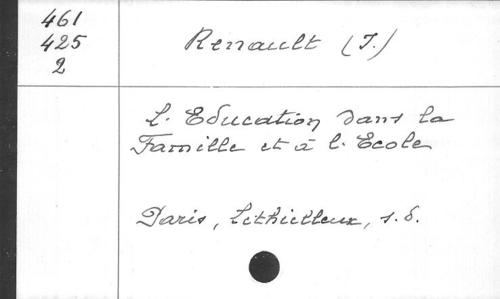 461
425
2
Renault (J.)
L. Education dans la
Famille et à l. Ecole
Paris, Lethielleux, s.d.